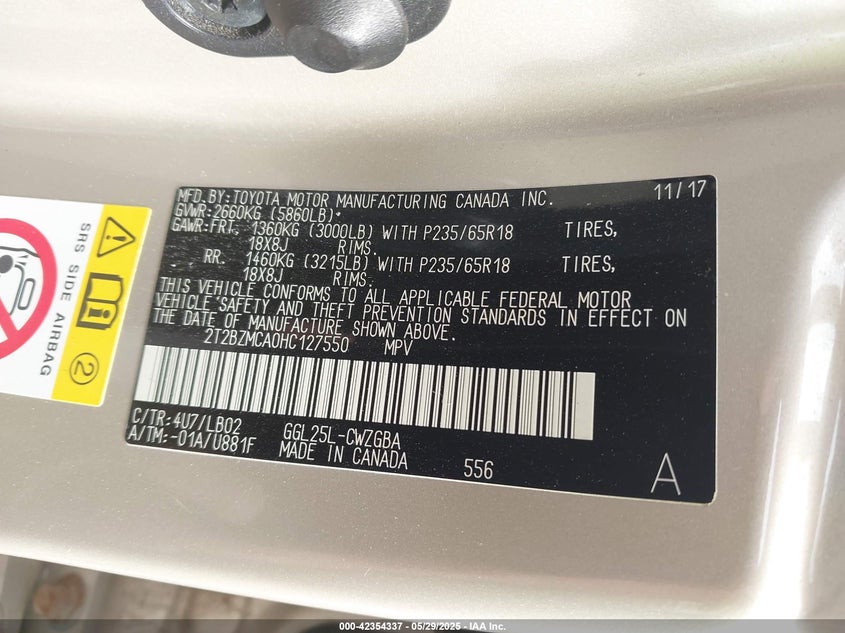 MFD.BY:TOYOTA MOTOR MANUFACTURING CANADA INC. 11/17
GVWR:2660KG (5860LB)*
GAWR:FRT. 1360KG (3000LB) WITH P235/65R18 TIRES,
18X8J RIMS.
RR. 1460KG (3215LB) WITH P235/65R18 TIRES,
18X8J RIMS.
THIS VEHICLE CONFORMS TO ALL APPLICABLE FEDERAL MOTOR
VEHICLE SAFETY AND THEFT PREVENTION STANDARDS IN EFFECT ON
THE DATE OF MANUFACTURE SHOWN ABOVE.
2T2BZMCA0HC127550 MPV
C/TR:4U7/LB02 GGL25L-CWZGBA
A/TM:-01A/U881F MADE IN CANADA 556 A
SRS SIDE AIRBAG
2
000-42354337 - 05/29/2025 - IAA Inc.